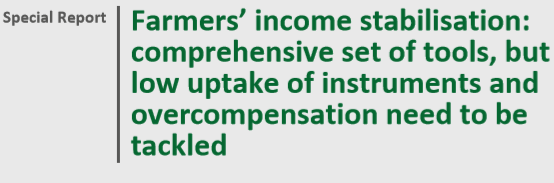 Special Report
Farmers’ income stabilisation:
comprehensive set of tools, but
low uptake of instruments and
overcompensation need to be
tackled